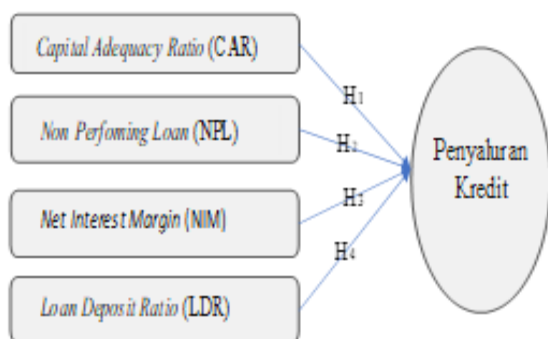 Capital Adequacy Ratio (CAR)
H1
Non Perfoming Loan (NPL)
H2
Penyaluran
Kredit
Net Interest Margin (NIM)
H3
H4
Loan Deposit Ratio (LDR)